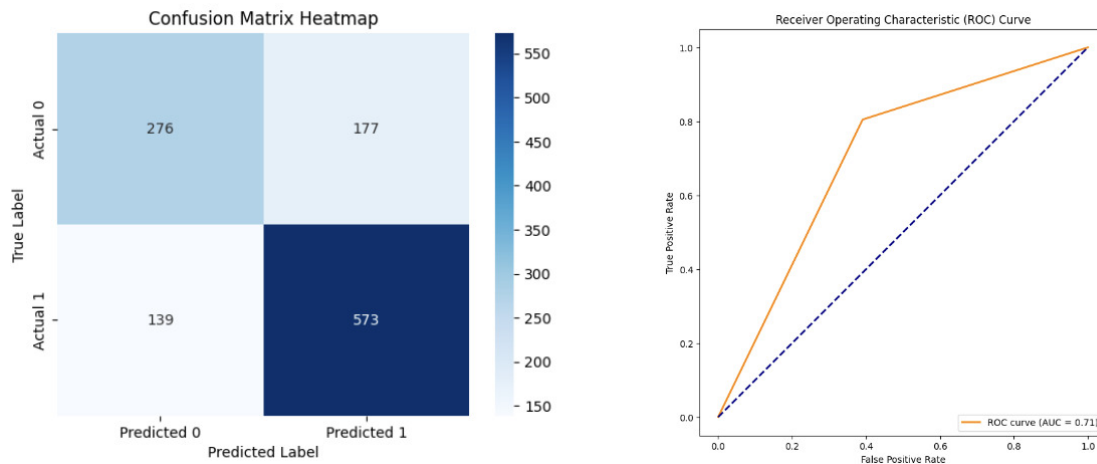 Confusion Matrix Heatmap
True Label
Actual 0
Actual 1
276 177
139 573
Predicted 0 Predicted 1
Predicted Label
550
500
450
400
350
300
250
200
150
Receiver Operating Characteristic (ROC) Curve
True Positive Rate
1.0
0.8
0.6
0.4
0.2
0.0
0.0 0.2 0.4 0.6 0.8 1.0
False Positive Rate
ROC curve (AUC = 0.71)